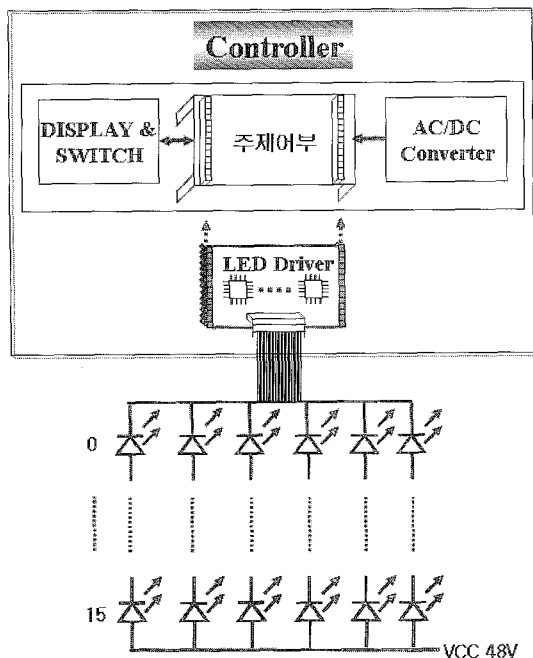 Controller
DISPLAY &
SWITCH
주제어부
AC/DC
Converter
LED Driver
0
15
VCC 48V